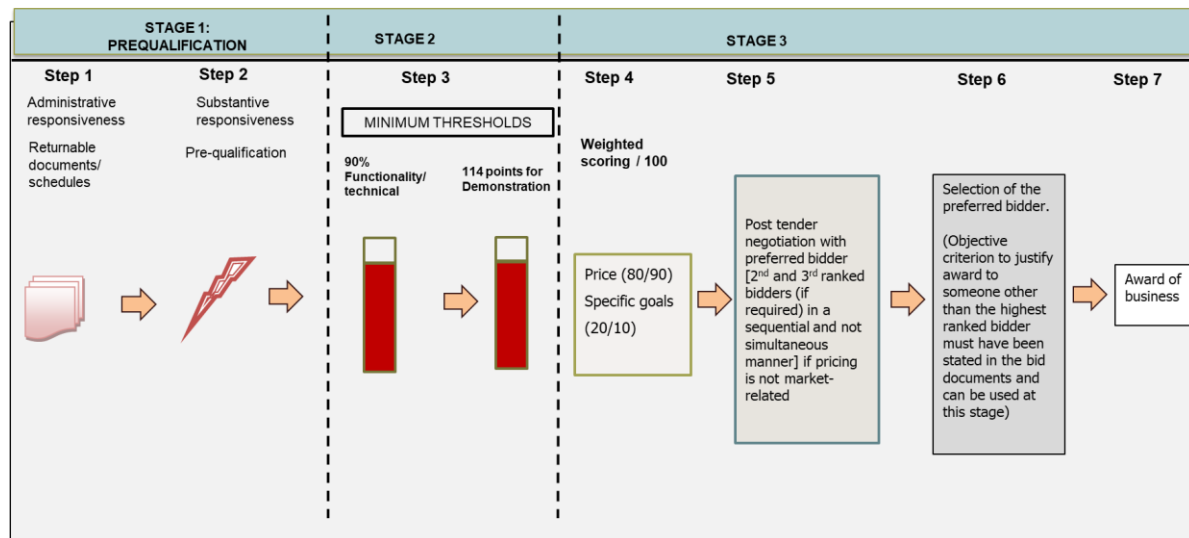 STAGE 1:
PREQUALIFICATION
STAGE 2
STAGE 3
Step 1
Administrative
responsiveness
Returnable
documents/
schedules
Step 2
Substantive
responsiveness
Pre-qualification
Step 3
MINIMUM THRESHOLDS
90%
Functionality/
technical
114 points for
Demonstration
Step 4
Weighted
scoring / 100
Price (80/90)
Specific goals
(20/10)
Step 5
Post tender
negotiation with
preferred bidder
[2nd and 3rd ranked
bidders (if
required) in a
sequential and not
simultaneous
manner] if pricing
is not market-
related
Step 6
Selection of the
preferred bidder.
(Objective
criterion to justify
award to
someone other
than the highest
ranked bidder
must have been
stated in the bid
documents and
can be used at
this stage)
Step 7
Award of
business